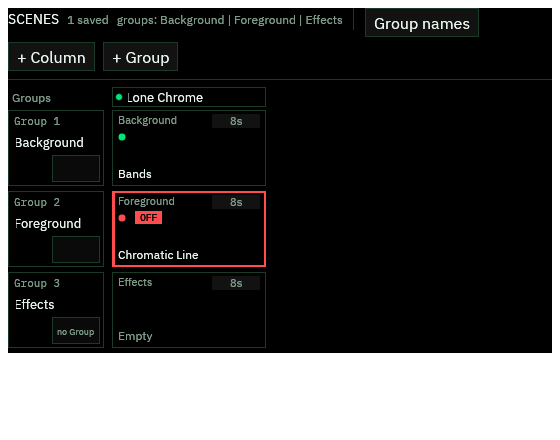 SCENES 1 saved groups: Background | Foreground | Effects Group names
+ Column + Group
Groups Lone Chrome
Group 1 Background 8s
Background
Bands
Group 2 Foreground 8s
Foreground OFF
Chromatic Line
Group 3 Effects 8s
Effects
no Group Empty